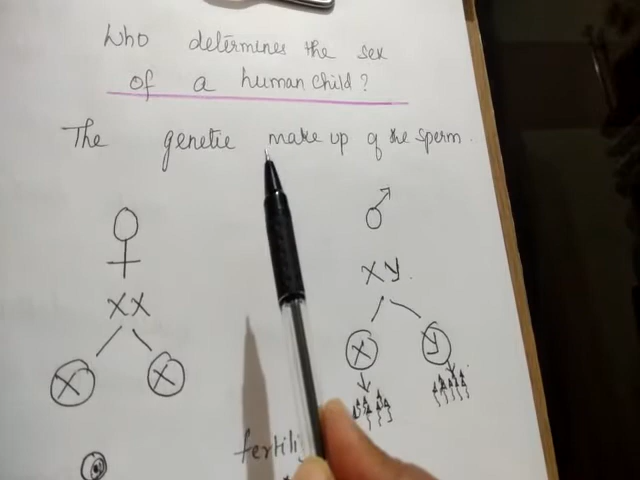 Who determines the sex
of a human child?
The genetic make up of the sperm.
XX
XY.
X X
X Y